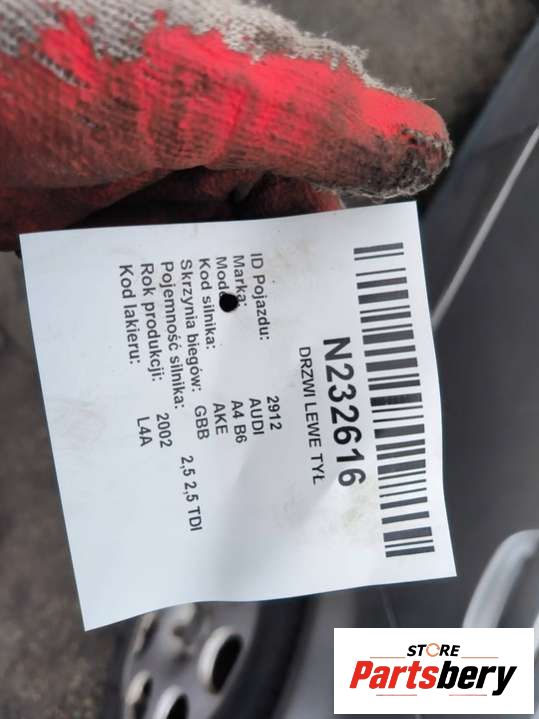 N232616
DRZWI LEWE TYŁ
ID Pojazdu: 2912
Marka: AUDI
Mode A4 B6
Kod silnika: AKE
Skrzynia biegów: GBB
Pojemność silnika: 2,5 2,5 TDI
Rok produkcji: 2002
Kod lakieru: L4A
STORE
Partsbery